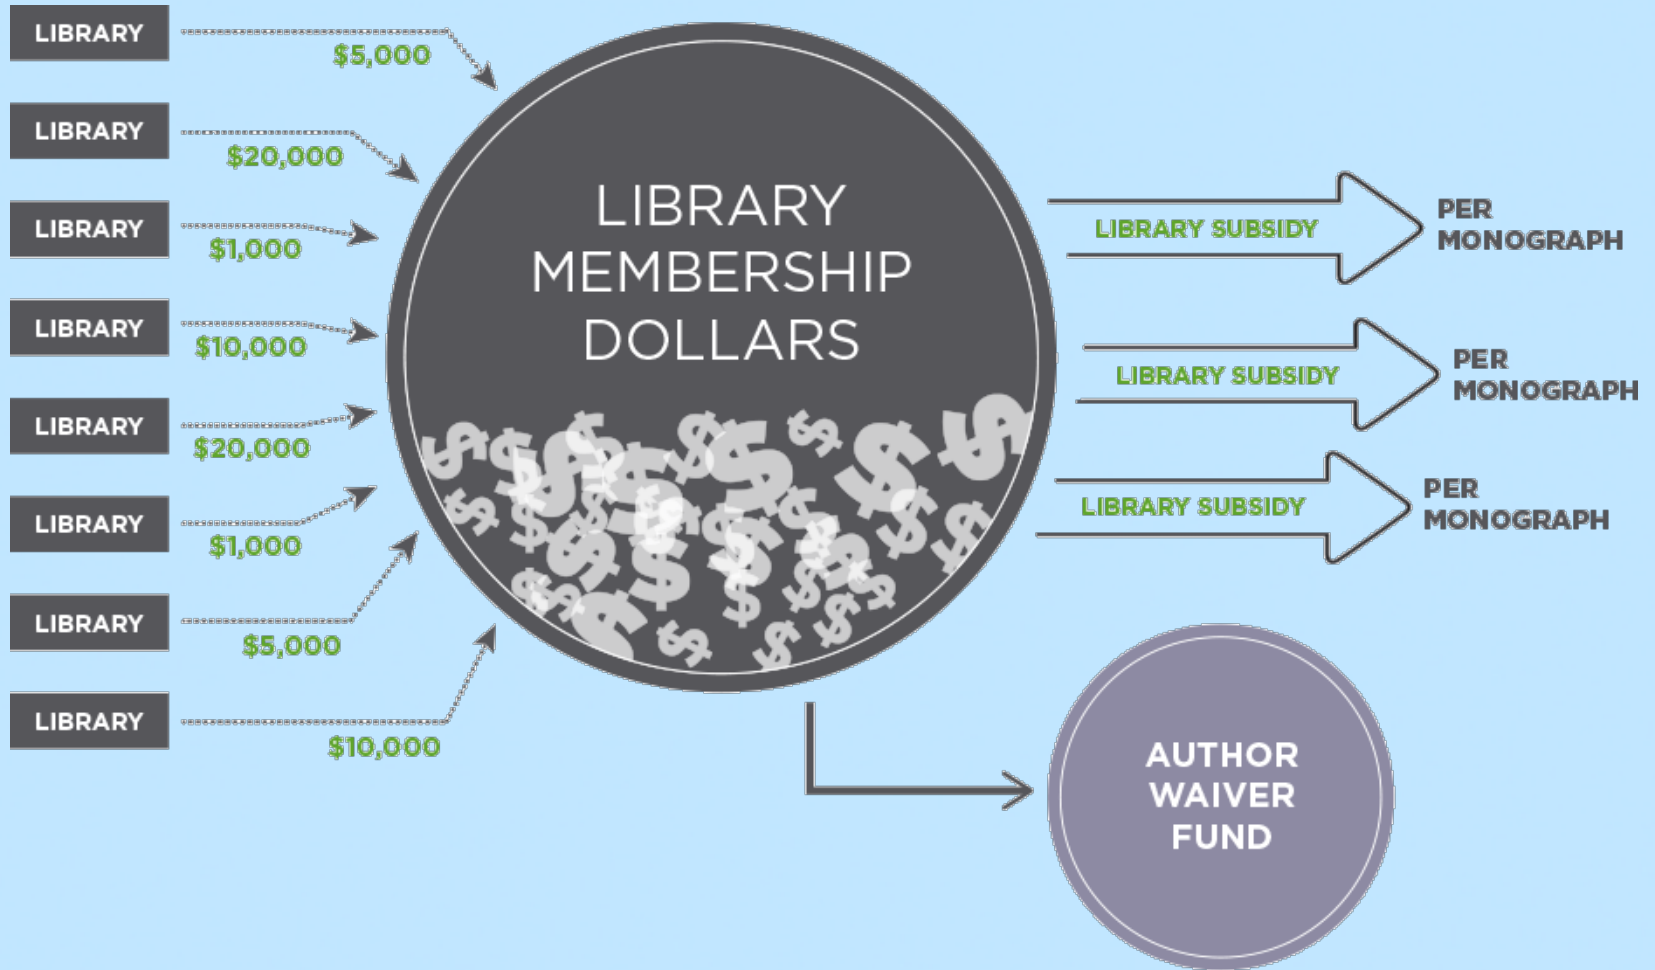 LIBRARY
$5,000
LIBRARY
$20,000
LIBRARY
$1,000
LIBRARY
$10,000
LIBRARY
$20,000
LIBRARY
$1,000
LIBRARY
$5,000
LIBRARY
$10,000
LIBRARY
MEMBERSHIP
DOLLARS
LIBRARY SUBSIDY
PER
MONOGRAPH
LIBRARY SUBSIDY
PER
MONOGRAPH
LIBRARY SUBSIDY
PER
MONOGRAPH
AUTHOR
WAIVER
FUND